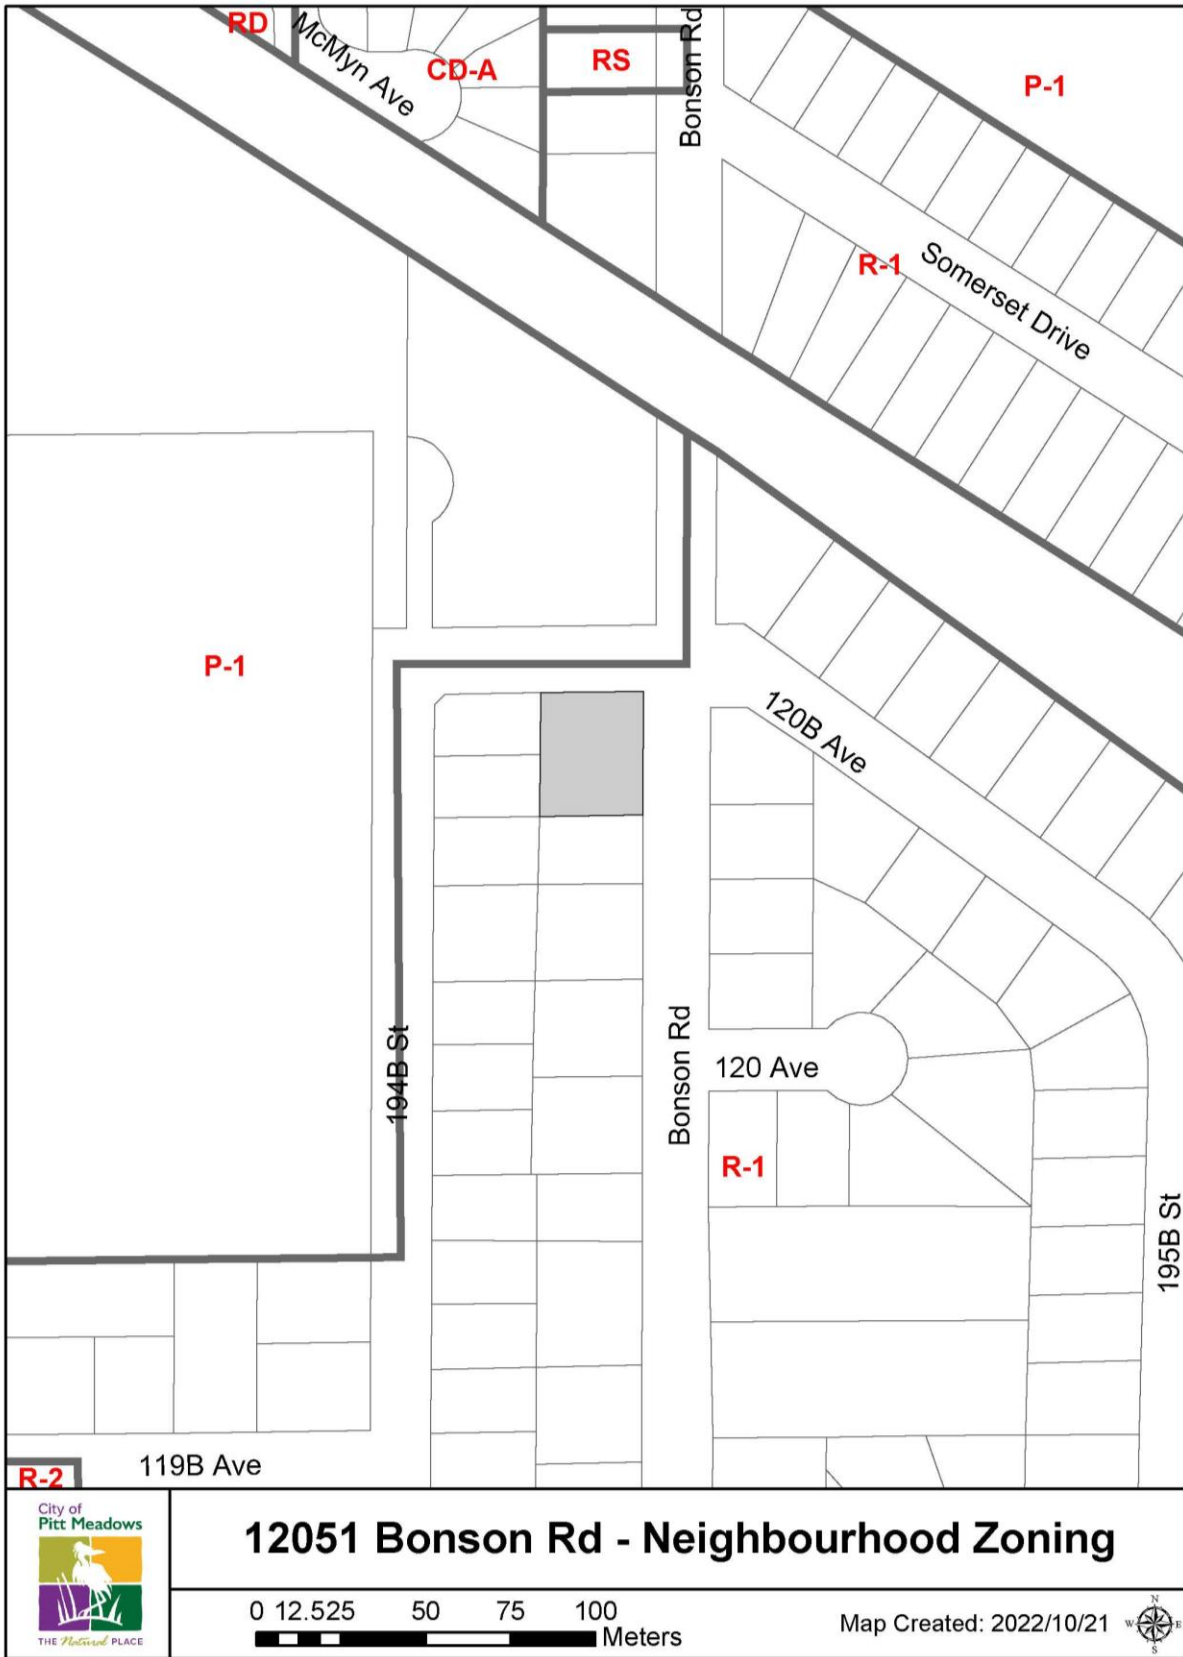 RD
McMyn Ave
CD-A
RS
Bonson Rd
P-1
R-1
Somerset Drive
P-1
120B Ave
194B St
Bonson Rd
120 Ave
R-1
195B St
119B Ave
R-2
City of
Pitt Meadows
THE Natural PLACE
12051 Bonson Rd - Neighbourhood Zoning
0 12.525 50 75 100
Meters
Map Created: 2022/10/21
N
W E
S